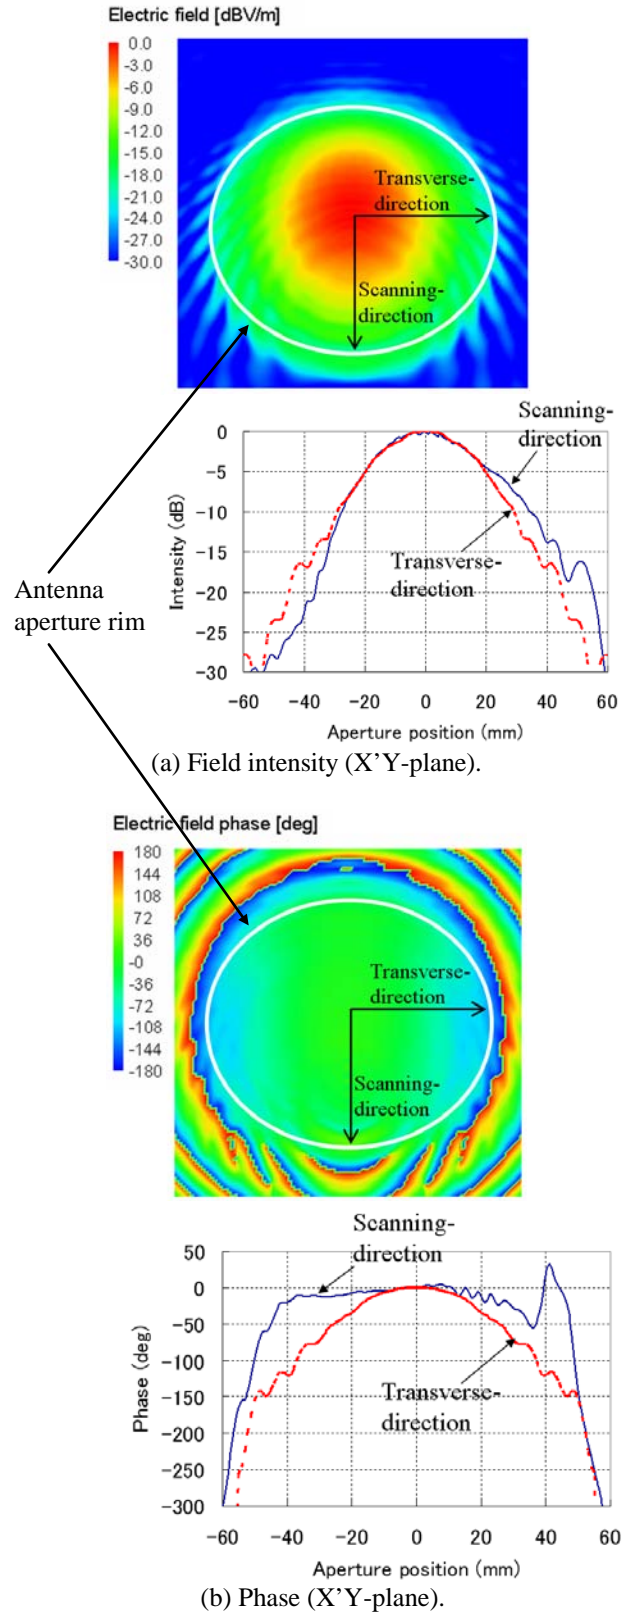 Electric field [dBV/m]
0.0
-3.0
-6.0
-9.0
-12.0
-15.0
-18.0
-21.0
-24.0
-27.0
-30.0
Transverse-
direction
Scanning-
direction
Scanning-
direction
Transverse-
direction
Intensity (dB)
0
-5
-10
-15
-20
-25
-30
-60 -40 -20 0 20 40 60
Aperture position (mm)
Antenna
aperture rim
(a) Field intensity (X'Y-plane).
Electric field phase [deg]
180
144
108
72
36
-0
-36
-72
-108
-144
-180
Transverse-
direction
Scanning-
direction
Scanning-
direction
Transverse-
direction
Phase (deg)
50
0
-50
-100
-150
-200
-250
-300
-60 -40 -20 0 20 40 60
Aperture position (mm)
(b) Phase (X'Y-plane).